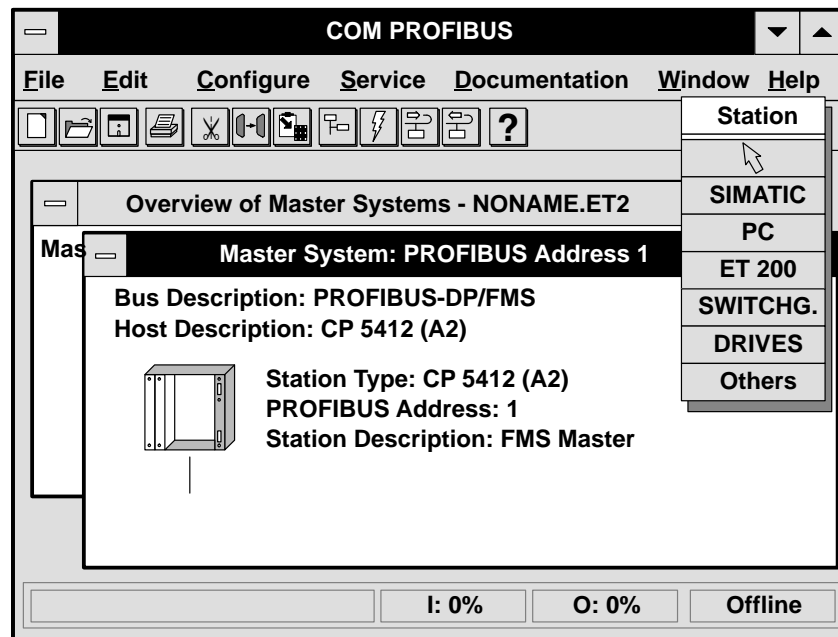 COM PROFIBUS
File Edit Configure Service Documentation Window Help
?
Station
SIMATIC
PC
ET 200
SWITCHG.
DRIVES
Others
Overview of Master Systems - NONAME.ET2
Mas
Master System: PROFIBUS Address 1
Bus Description: PROFIBUS-DP/FMS
Host Description: CP 5412 (A2)
Station Type: CP 5412 (A2)
PROFIBUS Address: 1
Station Description: FMS Master
I: 0% O: 0% Offline